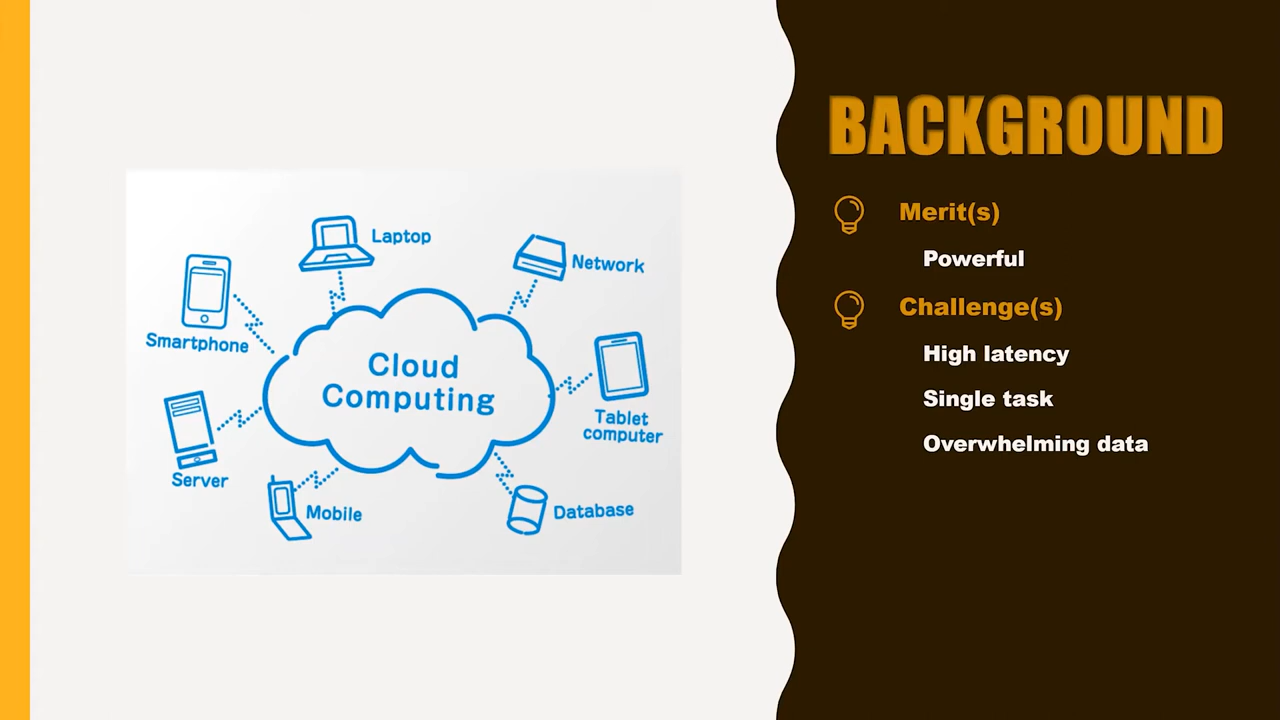 BACKGROUND
Merit(s)
Powerful
Challenge(s)
High latency
Single task
Overwhelming data
Laptop
Network
Smartphone
Cloud
Computing
Tablet
computer
Server
Mobile
Database